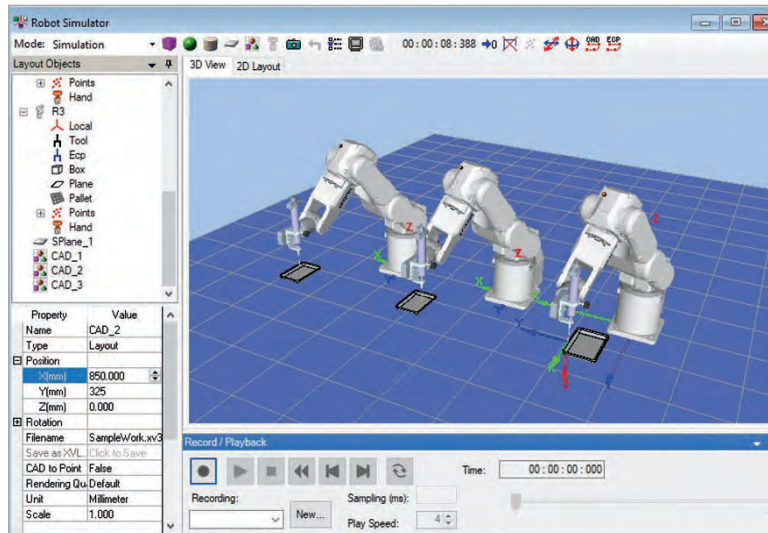 Robot Simulator
Mode: Simulation 00 : 00 : 08 : 388 CAD ECP
Layout Objects
3D View 2D Layout
Points
Hand
R3
Local
Tool
Ecp
Box
Plane
Pallet
Points
Hand
SPlane_1
CAD_1
CAD_2
CAD_3
Z
Z
Z
X
X
X
Property Value
Name CAD_2
Type Layout
Position
X(mm) 850.000
Y(mm) 325
Z(mm) 0.000
Rotation
Filename SampleWork.xv3
Save as XVL.. Click to Save
CAD to Point False
Rendering Qu. Default
Unit Millimeter
Scale 1.000
Record / Playback
Time: 00 : 00 : 00 : 000
Recording:
New...
Sampling (ms):
Play Speed: 4